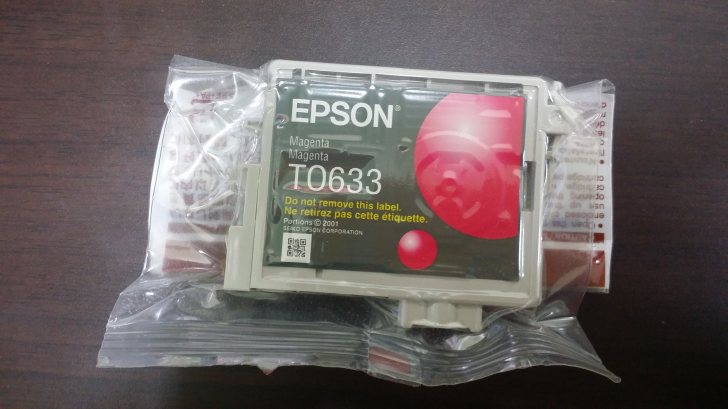 EPSON®
Magenta
Magenta
T0633
Do not remove this label.
Ne retirez pas cette étiquette.
Portions © 2001
SEIKO EPSON CORPORATION